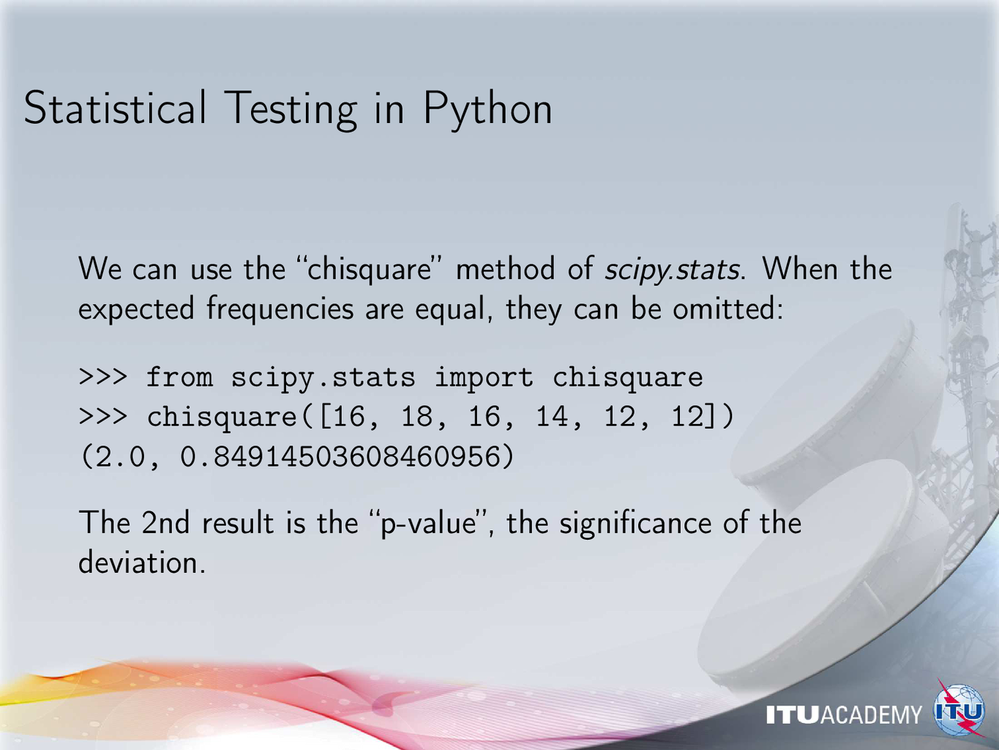 Statistical Testing in Python
We can use the “chisquare” method of scipy.stats. When the
expected frequencies are equal, they can be omitted:
>>> from scipy.stats import chisquare
>>> chisquare([16, 18, 16, 14, 12, 12])
(2.0, 0.84914503608460956)
The 2nd result is the “p-value”, the significance of the
deviation.
ITUACADEMY
ITU